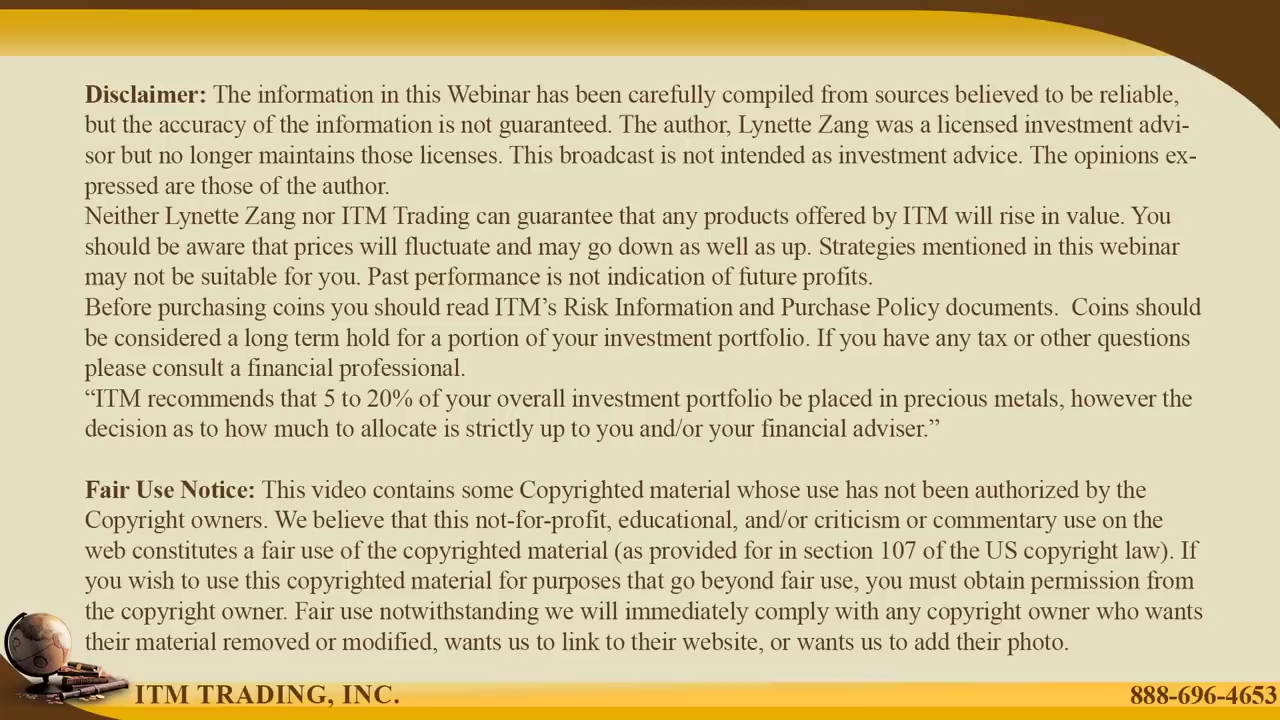 Disclaimer: The information in this Webinar has been carefully compiled from sources believed to be reliable,
but the accuracy of the information is not guaranteed. The author, Lynette Zang was a licensed investment advi-
sor but no longer maintains those licenses. This broadcast is not intended as investment advice. The opinions ex-
pressed are those of the author.
Neither Lynette Zang nor ITM Trading can guarantee that any products offered by ITM will rise in value. You
should be aware that prices will fluctuate and may go down as well as up. Strategies mentioned in this webinar
may not be suitable for you. Past performance is not indication of future profits.
Before purchasing coins you should read ITM’s Risk Information and Purchase Policy documents.  Coins should
be considered a long term hold for a portion of your investment portfolio. If you have any tax or other questions
please consult a financial professional.
“ITM recommends that 5 to 20% of your overall investment portfolio be placed in precious metals, however the
decision as to how much to allocate is strictly up to you and/or your financial adviser.”
Fair Use Notice: This video contains some Copyrighted material whose use has not been authorized by the
Copyright owners. We believe that this not-for-profit, educational, and/or criticism or commentary use on the
web constitutes a fair use of the copyrighted material (as provided for in section 107 of the US copyright law). If
you wish to use this copyrighted material for purposes that go beyond fair use, you must obtain permission from
the copyright owner. Fair use notwithstanding we will immediately comply with any copyright owner who wants
their material removed or modified, wants us to link to their website, or wants us to add their photo.
ITM TRADING, INC.
888-696-4653